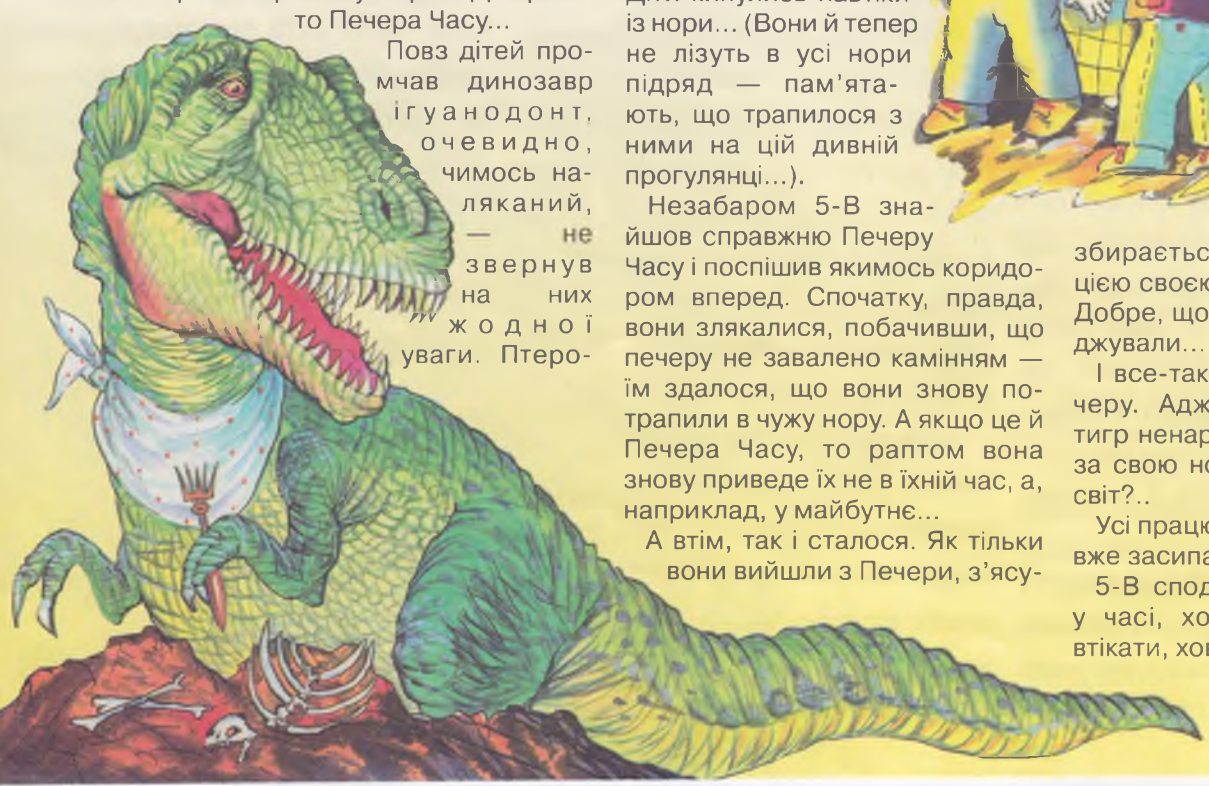 то Печера Часу...
Повз дітей про-
мчав динозавр
ігуанодонт,
очевидно,
чимось на-
ляканий,
— не
звернув
на них
жодної
уваги. Птеро-
із нори... (Вони й тепер
не лізуть в усі нори
підряд — пам'ята-
ють, що трапилося з
ними на цій дивній
прогулянці...).
Незабаром 5-В зна-
йшов справжню Печеру
Часу і поспішив якимось коридо-
ром вперед. Спочатку, правда,
вони злякалися, побачивши, що
печеру не завалено камінням —
їм здалося, що вони знову по-
трапили в чужу нору. А якщо це й
Печера Часу, то раптом вона
знову приведе їх не в їхній час, а,
наприклад, у майбутнє...
А втім, так і сталося. Як тільки
вони вийшли з Печери, з'ясу-
збираєтьс
цією своєю
Добре, що
джували...
І все-так
черу. Адж
тигр ненар
за свою но
світ?..
Усі працю
вже засипа
5-В спод
у часі, хо
втікати, хов